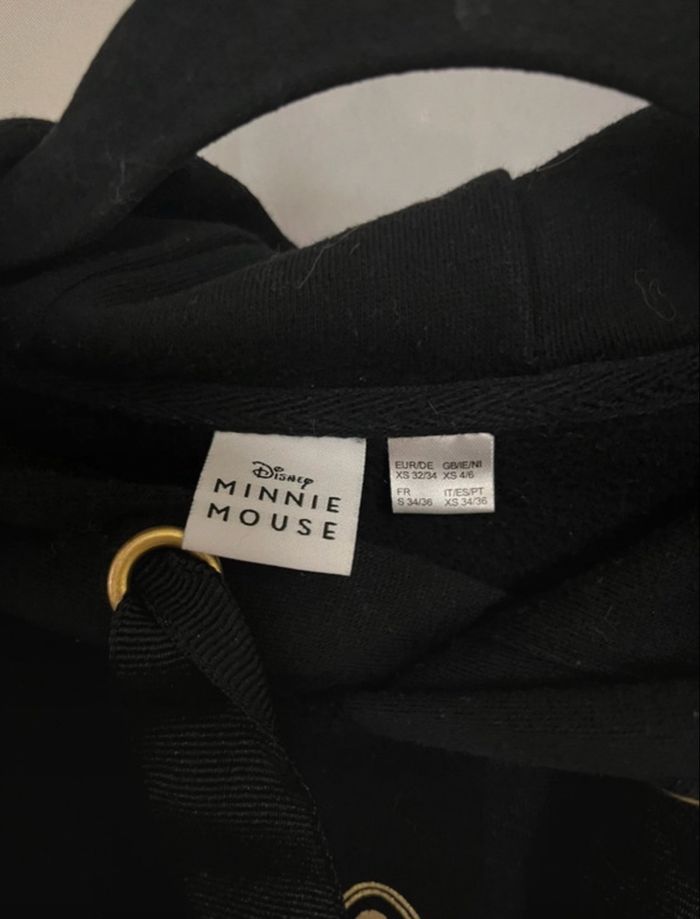 Disney
MINNIE
MOUSE
EUR/DE GB/IE/NI
XS 32/34 XS 4/6
FR IT/ES/PT
S 34/36 XS 34/36